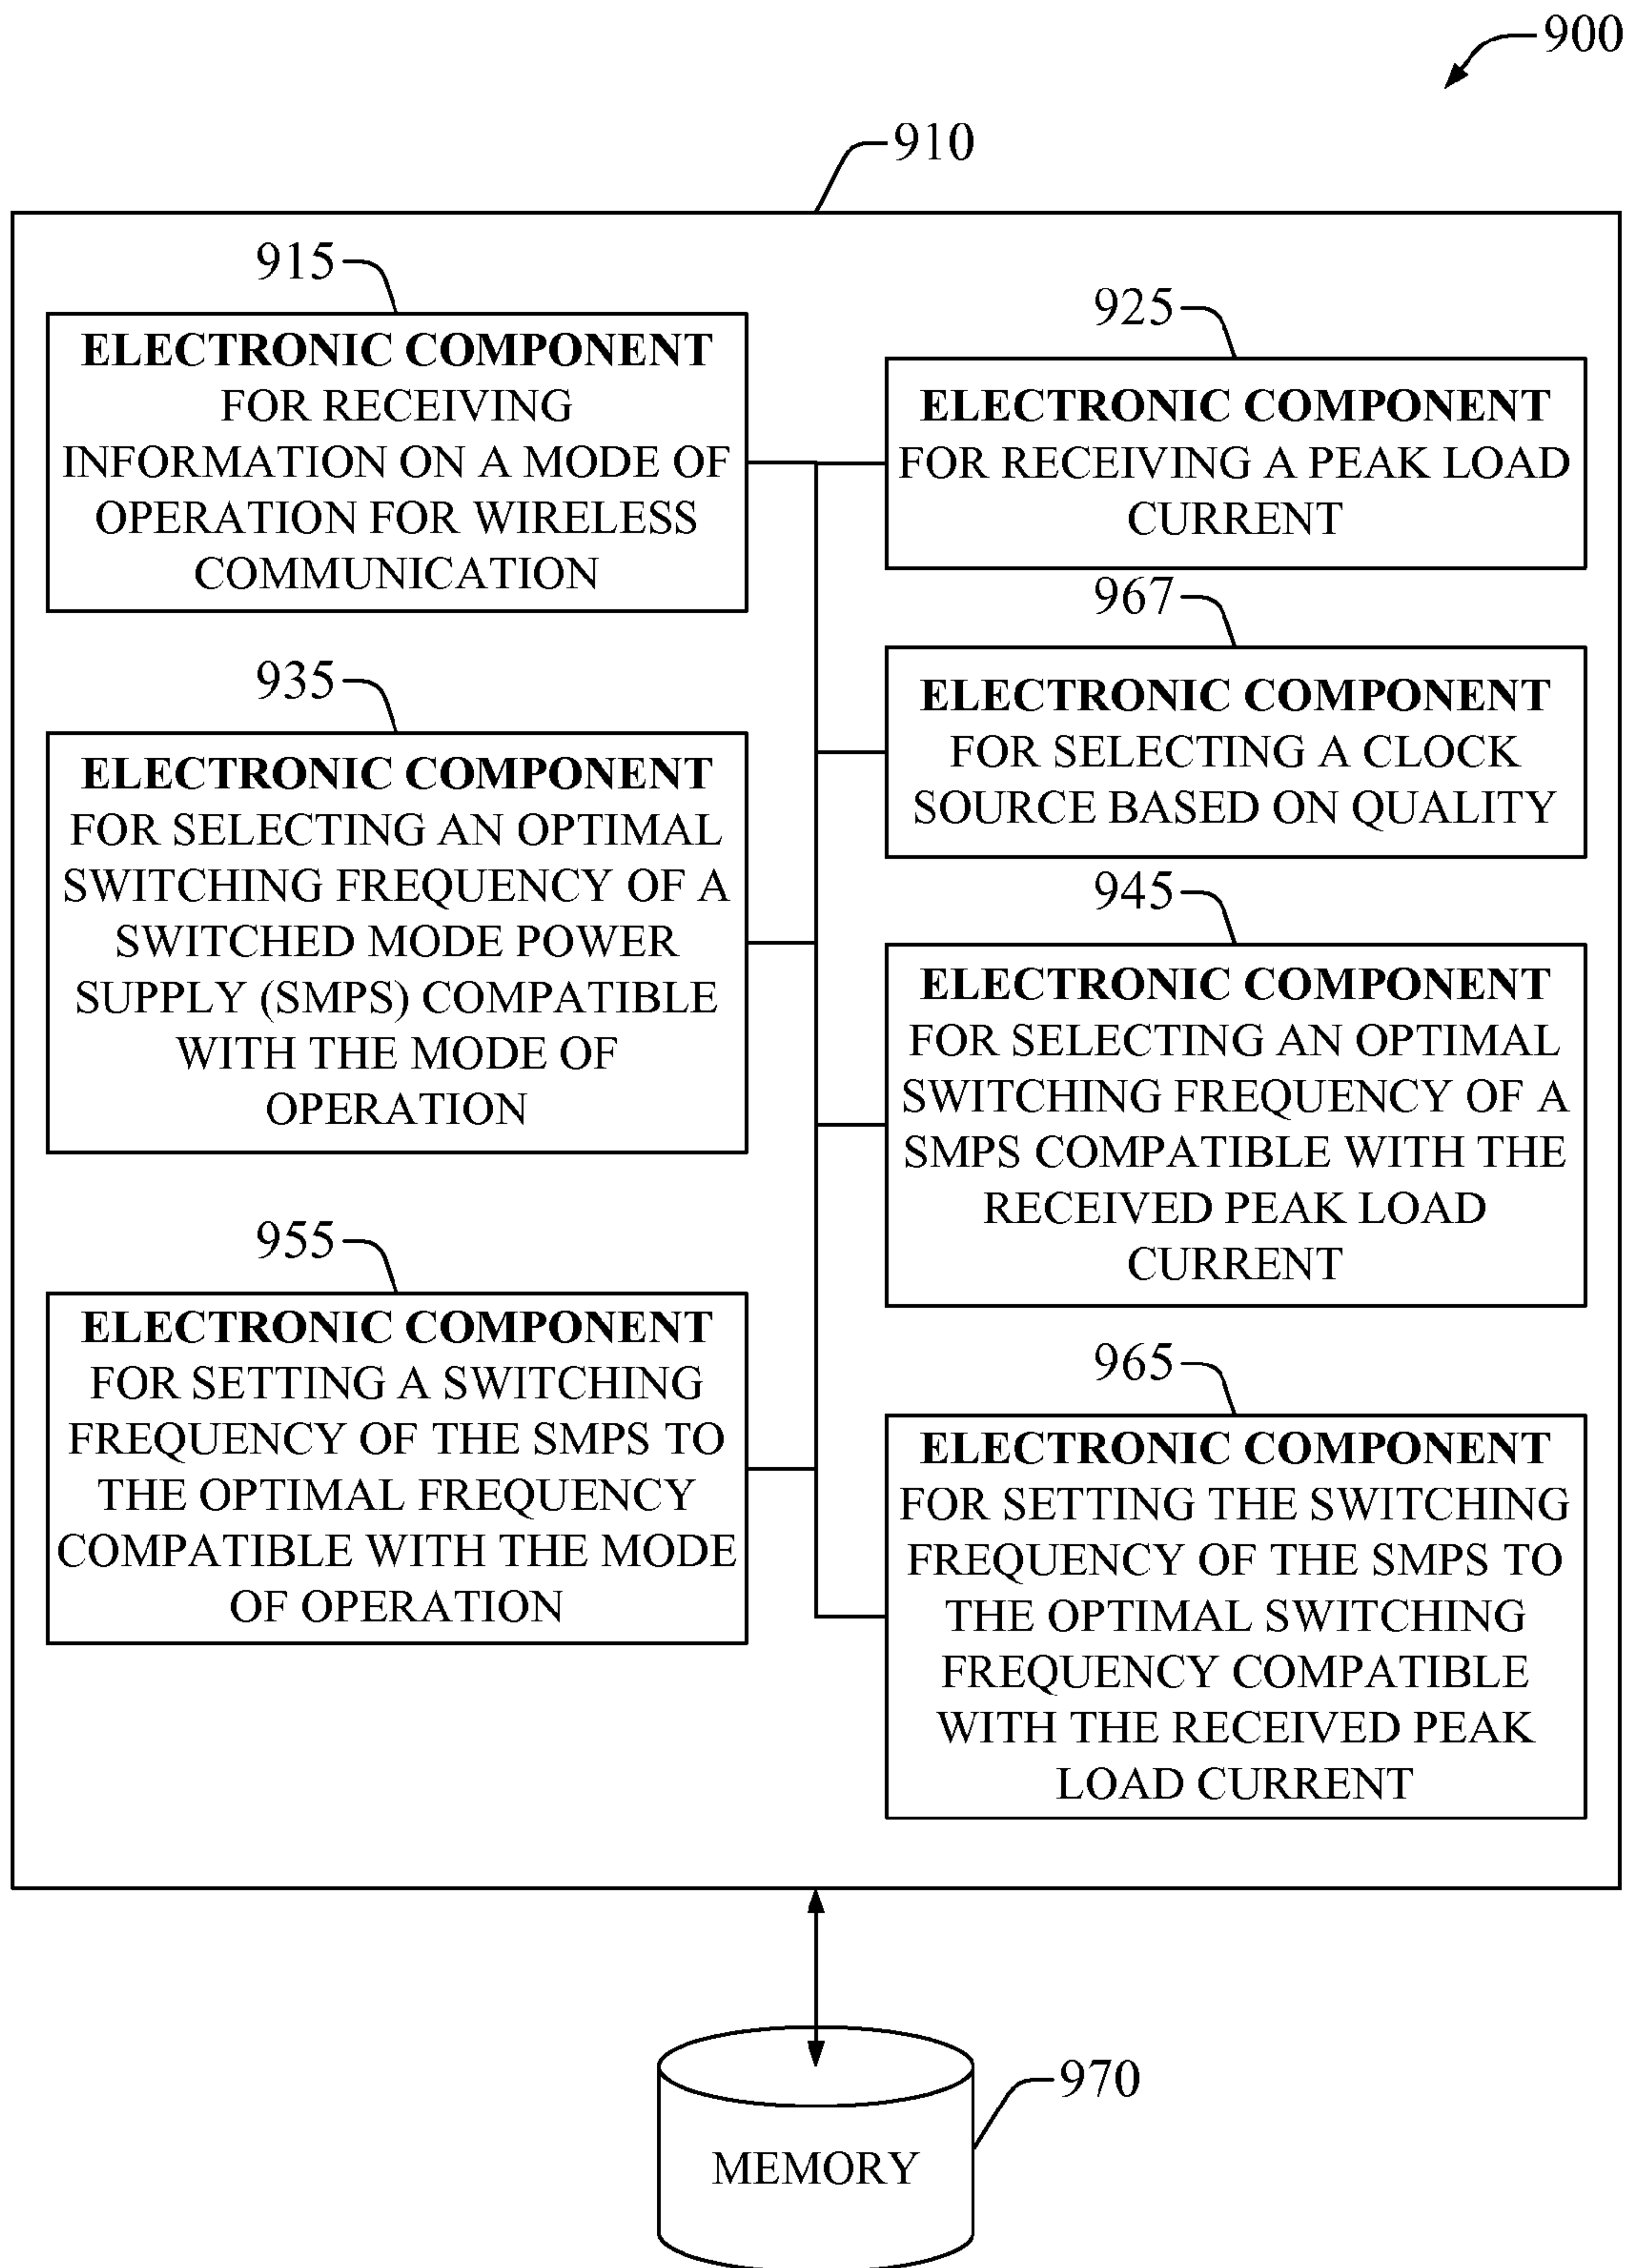 900
910
915
ELECTRONIC COMPONENT
FOR RECEIVING
INFORMATION ON A MODE OF
OPERATION FOR WIRELESS
COMMUNICATION
925
ELECTRONIC COMPONENT
FOR RECEIVING A PEAK LOAD
CURRENT
935
ELECTRONIC COMPONENT
FOR SELECTING AN OPTIMAL
SWITCHING FREQUENCY OF A
SWITCHED MODE POWER
SUPPLY (SMPS) COMPATIBLE
WITH THE MODE OF
OPERATION
967
ELECTRONIC COMPONENT
FOR SELECTING A CLOCK
SOURCE BASED ON QUALITY
945
ELECTRONIC COMPONENT
FOR SELECTING AN OPTIMAL
SWITCHING FREQUENCY OF A
SMPS COMPATIBLE WITH THE
RECEIVED PEAK LOAD
CURRENT
955
ELECTRONIC COMPONENT
FOR SETTING A SWITCHING
FREQUENCY OF THE SMPS TO
THE OPTIMAL FREQUENCY
COMPATIBLE WITH THE MODE
OF OPERATION
965
ELECTRONIC COMPONENT
FOR SETTING THE SWITCHING
FREQUENCY OF THE SMPS TO
THE OPTIMAL SWITCHING
FREQUENCY COMPATIBLE
WITH THE RECEIVED PEAK
LOAD CURRENT
970
MEMORY